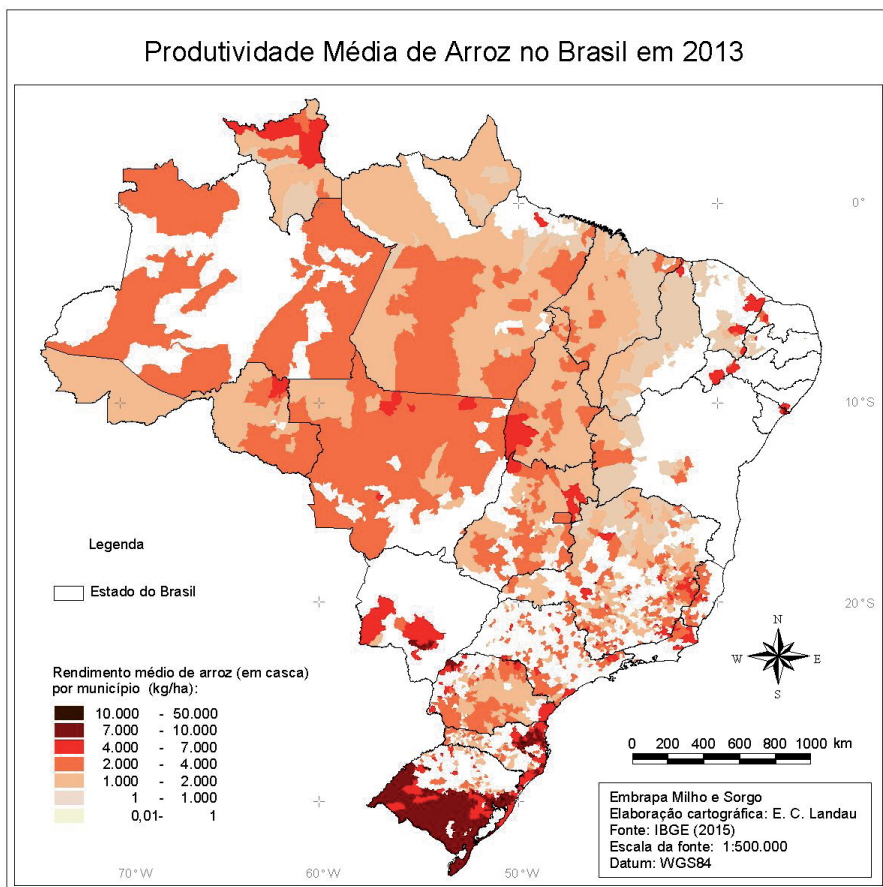 Produtividade Média de Arroz no Brasil em 2013
0°
10°S
20°S
Legenda
Estado do Brasil
N
W E
S
Rendimento médio de arroz (em casca)
por município (kg/ha):
10.000 - 50.000
7.000 - 10.000
4.000 - 7.000
2.000 - 4.000
1.000 - 2.000
1 - 1.000
0,01- 1
0 200 400 600 800 1000 km
Embrapa Milho e Sorgo
Elaboração cartográfica: E. C. Landau
Fonte: IBGE (2015)
Escala da fonte: 1:500.000
Datum: WGS84
70°W 60°W 50°W